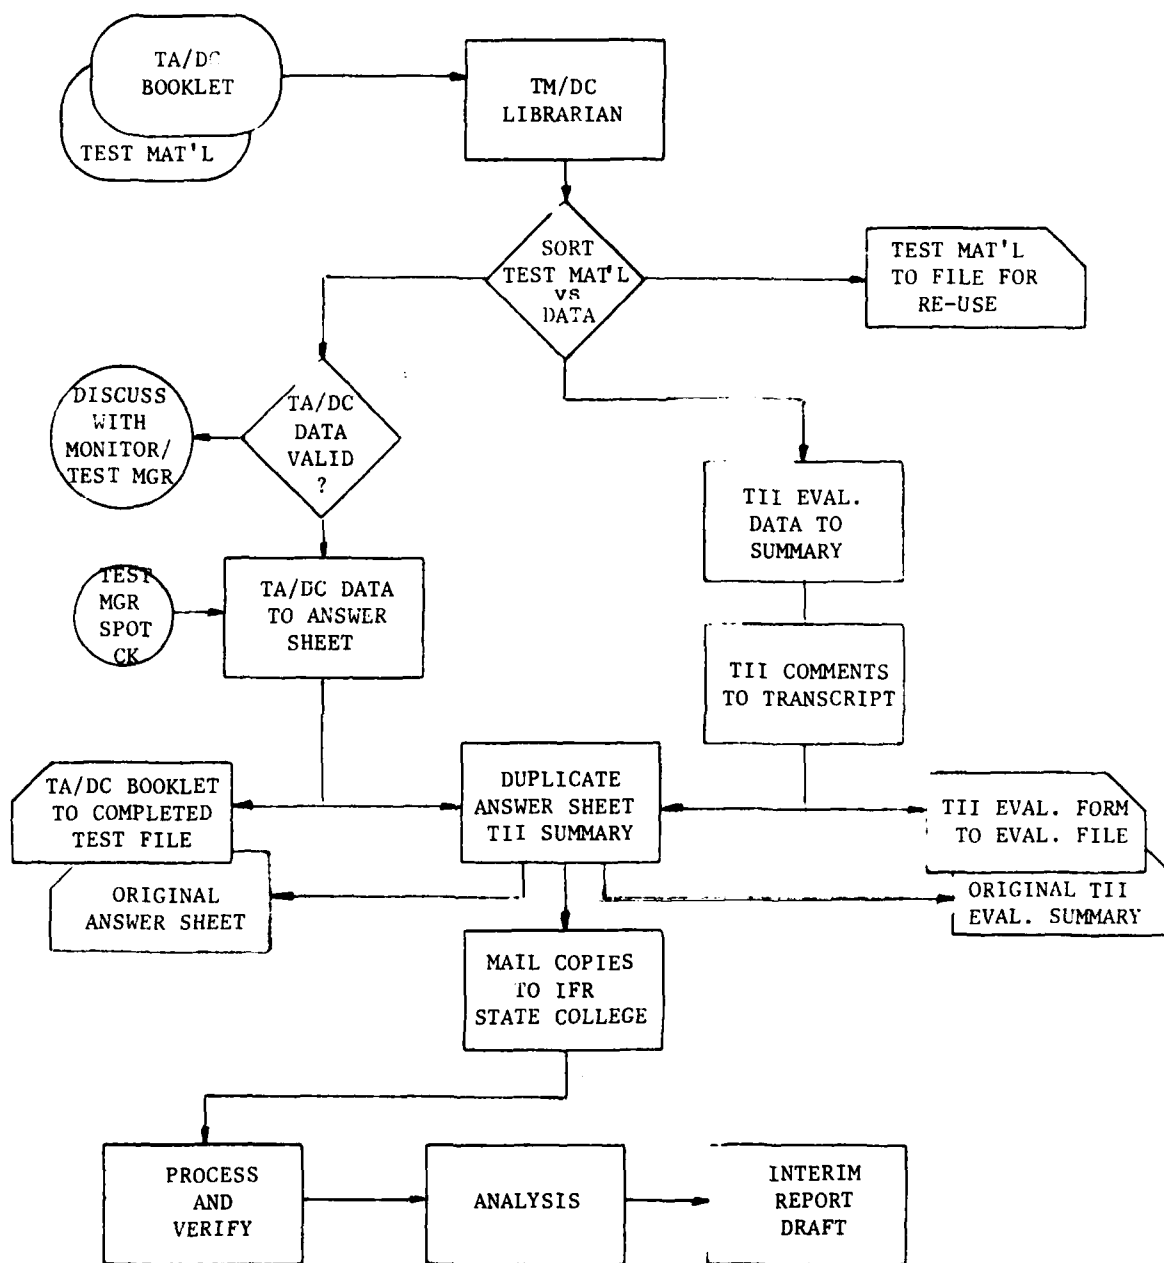 TA/DC
BOOKLET
TEST MAT'L
TM/DC
LIBRARIAN
SORT
TEST MAT'L
VS
DATA
TEST MAT'L
TO FILE FOR
RE-USE
DISCUSS
WITH
MONITOR/
TEST MGR
TA/DC
DATA
VALID
?
TII EVAL.
DATA TO
SUMMARY
TEST
MGR
SPOT
CK
TA/DC DATA
TO ANSWER
SHEET
TII COMMENTS
TO TRANSCRIPT
TA/DC BOOKLET
TO COMPLETED
TEST FILE
DUPLICATE
ANSWER SHEET
TII SUMMARY
TII EVAL. FORM
TO EVAL. FILE
ORIGINAL
ANSWER SHEET
ORIGINAL TII
EVAL. SUMMARY
MAIL COPIES
TO IFR
STATE COLLEGE
PROCESS
AND
VERIFY
ANALYSIS
INTERIM
REPORT
DRAFT